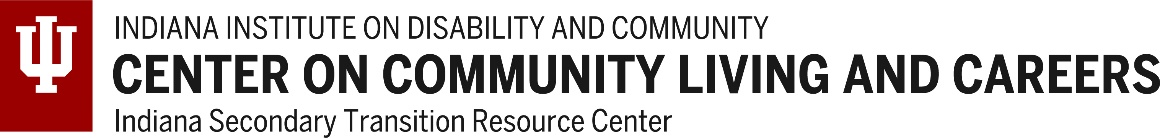 INDIANA INSTITUTE ON DISABILITY AND COMMUNITY
CENTER ON COMMUNITY LIVING AND CAREERS
Indiana Secondary Transition Resource Center